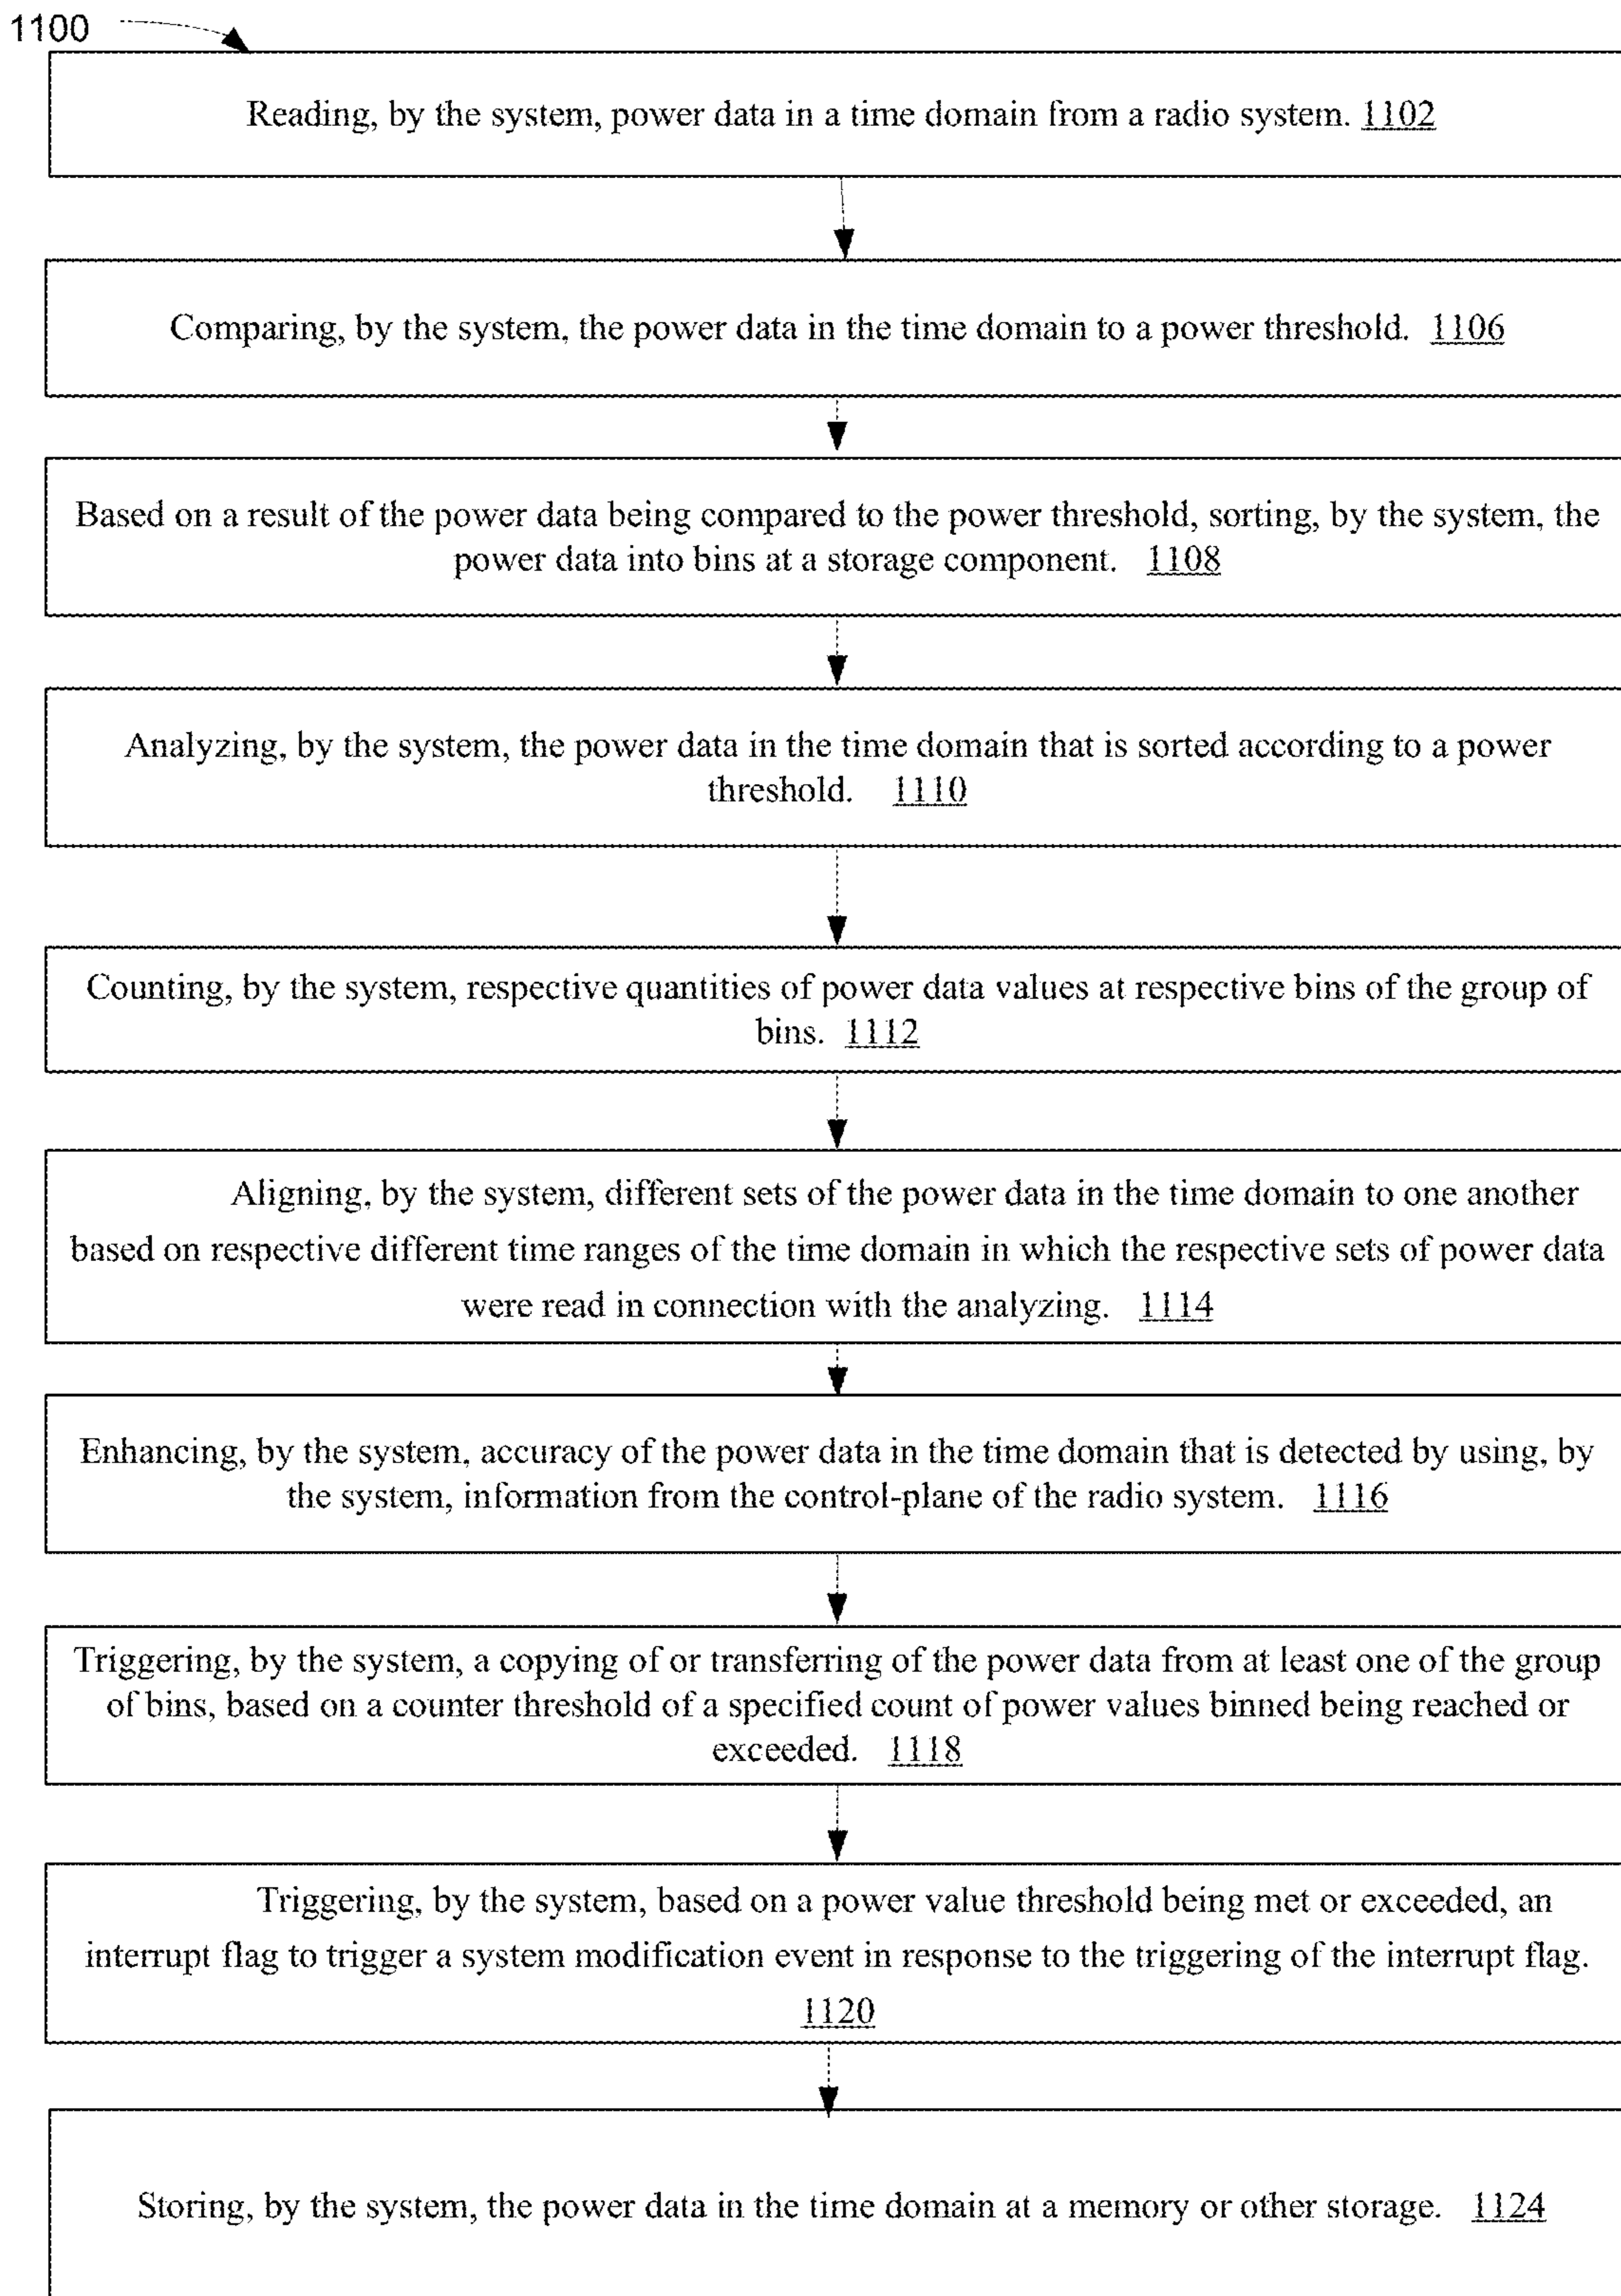 1100
Reading, by the system, power data in a time domain from a radio system. 1102
Comparing, by the system, the power data in the time domain to a power threshold. 1106
Based on a result of the power data being compared to the power threshold, sorting, by the system, the
power data into bins at a storage component. 1108
Analyzing, by the system, the power data in the time domain that is sorted according to a power
threshold. 1110
Counting, by the system, respective quantities of power data values at respective bins of the group of
bins. 1112
Aligning, by the system, different sets of the power data in the time domain to one another
based on respective different time ranges of the time domain in which the respective sets of power data
were read in connection with the analyzing. 1114
Enhancing, by the system, accuracy of the power data in the time domain that is detected by using, by
the system, information from the control-plane of the radio system. 1116
Triggering, by the system, a copying of or transferring of the power data from at least one of the group
of bins, based on a counter threshold of a specified count of power values binned being reached or
exceeded. 1118
Triggering, by the system, based on a power value threshold being met or exceeded, an
interrupt flag to trigger a system modification event in response to the triggering of the interrupt flag.
1120
Storing, by the system, the power data in the time domain at a memory or other storage. 1124